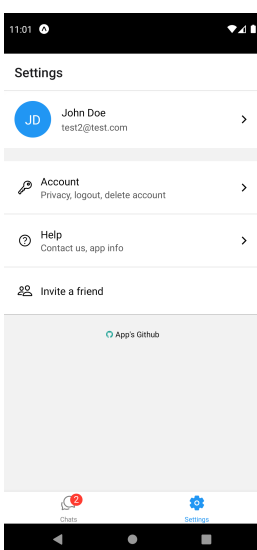 11:01
Settings
JD
John Doe
test2@test.com
Account
Privacy, logout, delete account
Help
Contact us, app info
Invite a friend
App's Github
2
Chats
Settings